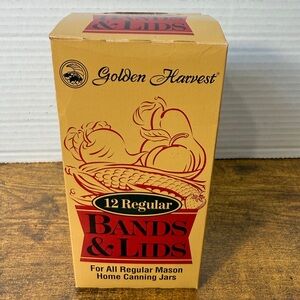 Golden Harvest®
12 Regular
BANDS
& LIDS
For All Regular Mason
Home Canning Jars